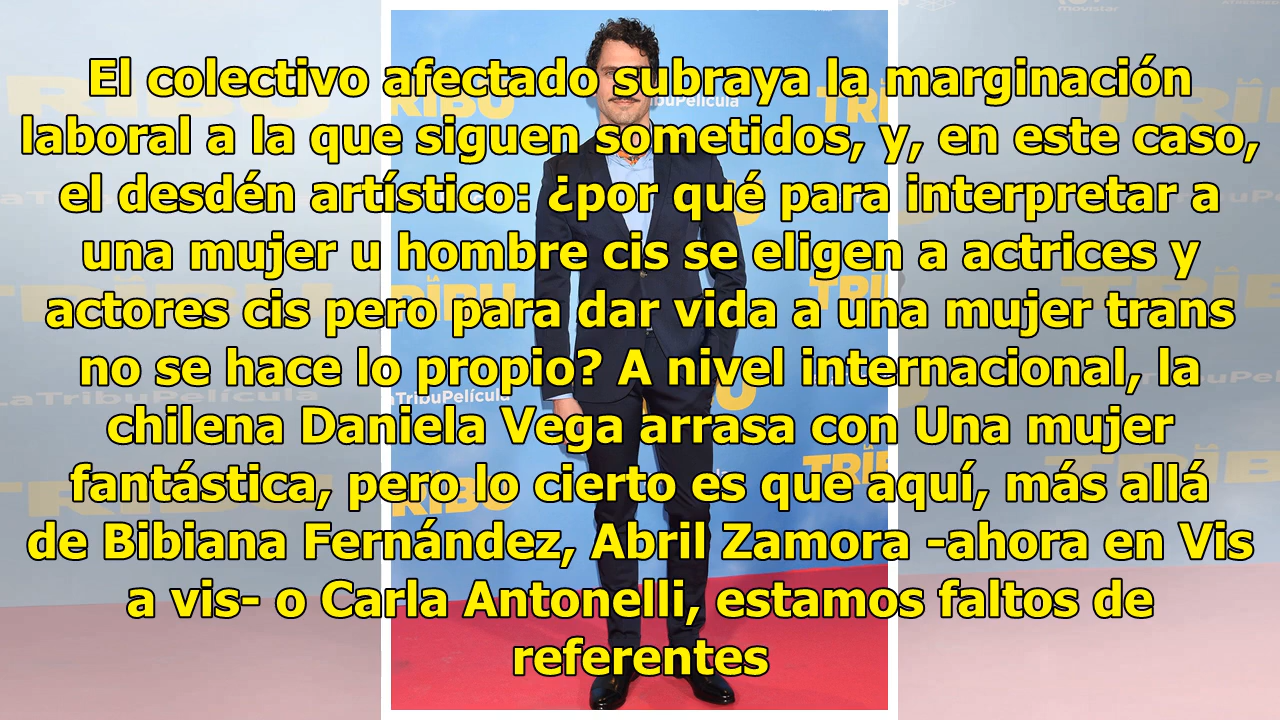 El colectivo afectado subraya la marginación
laboral a la que siguen sometidos, y, en este caso,
el desdén artístico: ¿por qué para interpretar a
una mujer u hombre cis se eligen a actrices y
actores cis pero para dar vida a una mujer trans
no se hace lo propio? A nivel internacional, la
chilena Daniela Vega arrasa con Una mujer
fantástica, pero lo cierto es que aquí, más allá
de Bibiana Fernández, Abril Zamora -ahora en Vis
a vis- o Carla Antonelli, estamos faltos de
referentes